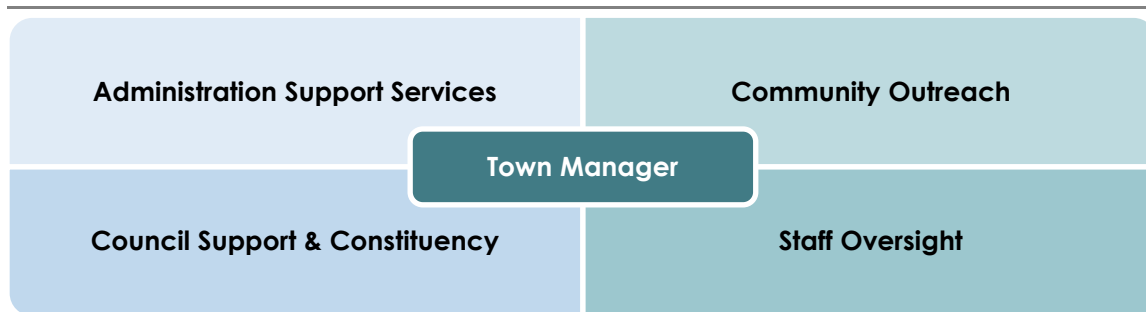 Administration Support Services
Community Outreach
Town Manager
Council Support & Constituency
Staff Oversight